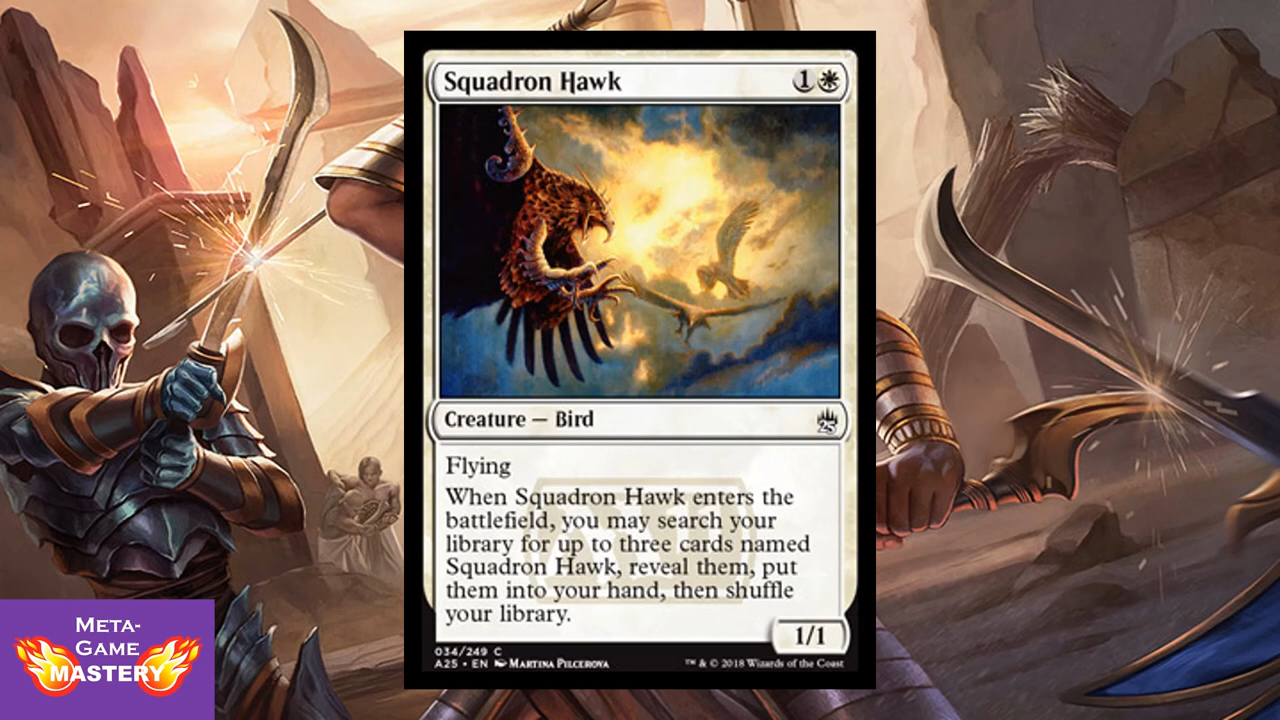 Squadron Hawk 1
Creature — Bird
Flying
When Squadron Hawk enters the
battlefield, you may search your
library for up to three cards named
Squadron Hawk, reveal them, put
them into your hand, then shuffle
your library.
1/1
034/249 C
A25 • EN Martina Pilcerova
™ & © 2018 Wizards of the Coast
META-
GAME
MASTERY